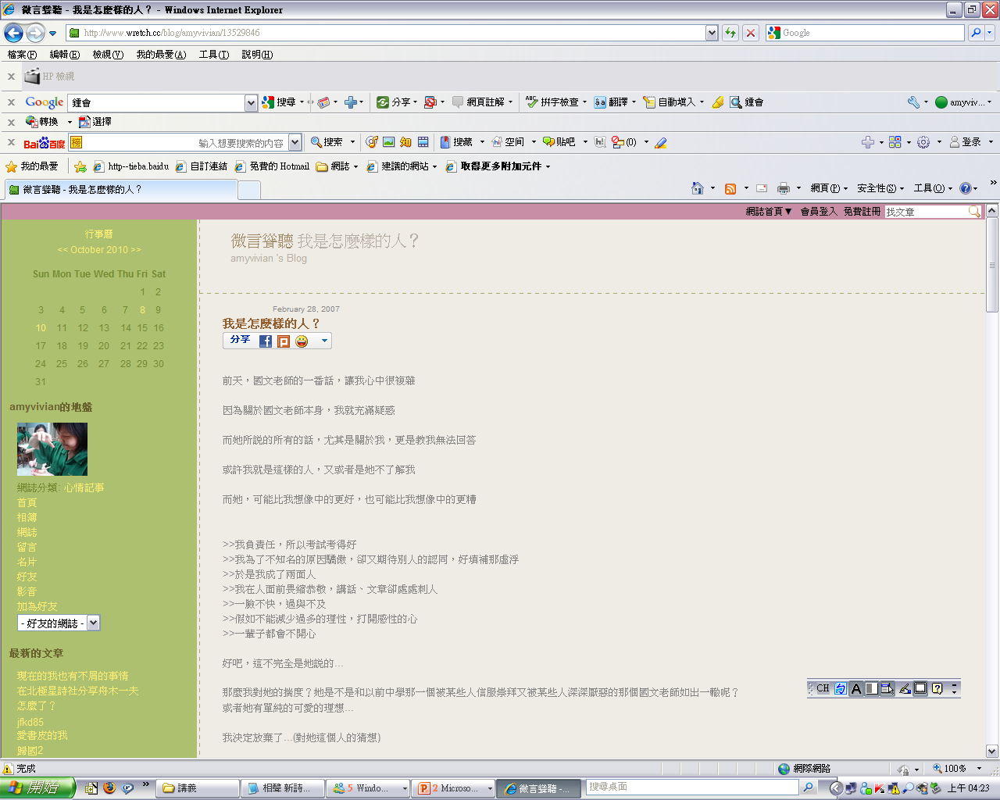 微言聳聽 - 我是怎麼樣的人？ - Windows Internet Explorer
http://www.wretch.cc/blog/amyvivian/13529846
Google
檔案(F) 編輯(E) 檢視(V) 我的最愛(A) 工具(T) 說明(H)
x HP 檢視
x Google 鍾會 搜尋 分享 網頁註解 拼字檢查 翻譯 自動填入 鍾會 amyviv...
x 轉換 選擇
x Bai 百度 輸入想要搜索的內容 搜索 知 搜藏 空间 贴吧 (0) 登录
我的最愛 http--tieba.baidu 自訂連結 免費的 Hotmail 網誌 建議的網站 取得更多附加元件
微言聳聽 - 我是怎麼樣的人？
網頁(P) 安全性(S) 工具(O)
網誌首頁▼ 會員登入 免費註冊 找文章
行事曆
<< October 2010 >>
Sun Mon Tue Wed Thu Fri Sat
1 2
3 4 5 6 7 8 9
10 11 12 13 14 15 16
17 18 19 20 21 22 23
24 25 26 27 28 29 30
31
amyvivian的地盤
網誌分類: 心情記事
首頁
相簿
網誌
留言
名片
好友
影音
加為好友
- 好友的網誌 -
最新的文章
現在的我也有不屑的事情
在北極星詩社分享舟木一夫
怎麼了？
jfkd85
愛書皮的我
歸國2
微言聳聽 我是怎麼樣的人？
amyvivian 's Blog
February 28, 2007
我是怎麼樣的人？
分享
前天，國文老師的一番話，讓我心中很複雜
因為關於國文老師本身，我就充滿疑惑
而她所說的所有的話，尤其是關於我，更是教我無法回答
或許我就是這樣的人，又或者是她不了解我
而她，可能比我想像中的更好，也可能比我想像中的更糟
>>我負責任，所以考試考得好
>>我為了不知名的原因驕傲，卻又期待別人的認同，好填補那虛浮
>>於是我成了兩面人
>>我在人面前畏縮恭敬，講話、文章卻處處刺人
>>一臉不快，過與不及
>>假如不能減少過多的理性，打開感性的心
>>一輩子都會不開心
好吧，這不完全是她說的...
那麼我對她的揣度？她是不是和以前中學那一個被某些人信服崇拜又被某些人深深厭惡的那個國文老師如出一轍呢？
或者她有單純的可愛的理想...
我決定放棄了...(對她這個人的猜想)
CH
完成
網際網路
100%
開始 講義 相聲 新詩... 5 Windo... 2 Microso... 微言聳聽 -... 搜尋桌面 上午 04:23